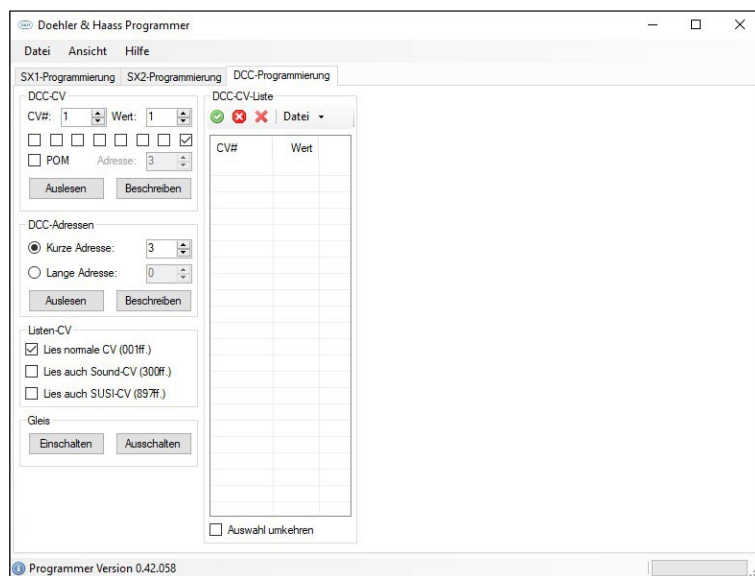 Doehler & Haass Programmer
Datei Ansicht Hilfe
SX1-Programmierung SX2-Programmierung DCC-Programmierung
DCC-CV
CV#: 1 Wert: 1
POM Adresse: 3
Auslesen Beschreiben
DCC-Adressen
Kurze Adresse: 3
Lange Adresse: 0
Auslesen Beschreiben
Listen-CV
Lies normale CV (001ff.)
Lies auch Sound-CV (300ff.)
Lies auch SUSI-CV (897ff.)
Gleis
Einschalten Ausschalten
DCC-CV-Liste
Datei
CV# Wert
Auswahl umkehren
Programmer Version 0.42.058